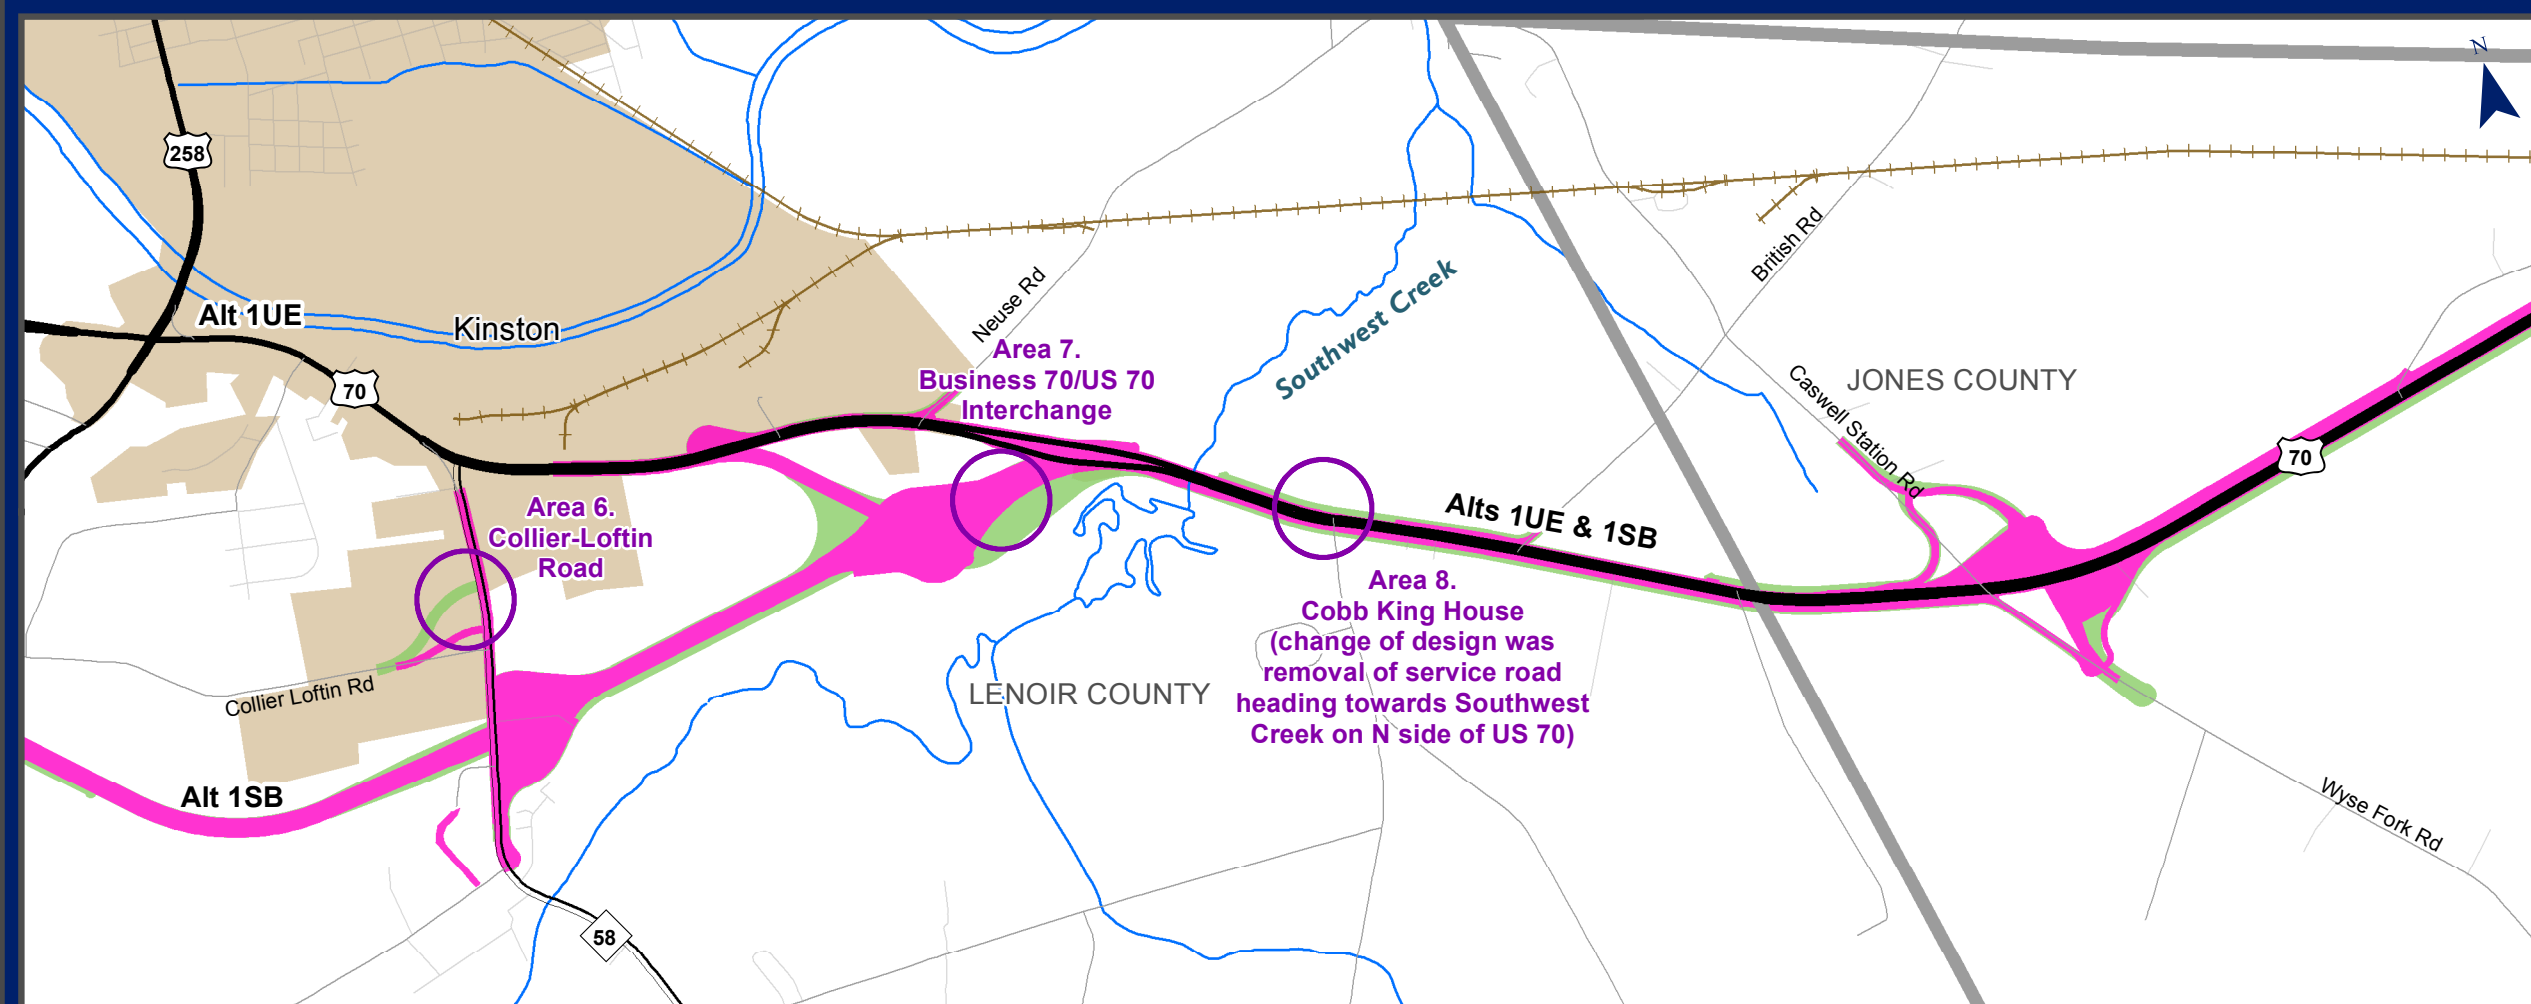 N
258
Alt 1UE
Kinston
70
Neuse Rd
Area 7.
Business 70/US 70
Interchange
Southwest Creek
British Rd
Caswell Station Rd
JONES COUNTY
70
Area 6.
Collier-Loftin
Road
Alts 1UE & 1SB
Area 8.
Cobb King House
(change of design was
removal of service road
heading towards Southwest
Creek on N side of US 70)
Collier Loftin Rd
LENOIR COUNTY
Alt 1SB
Wyse Fork Rd
58